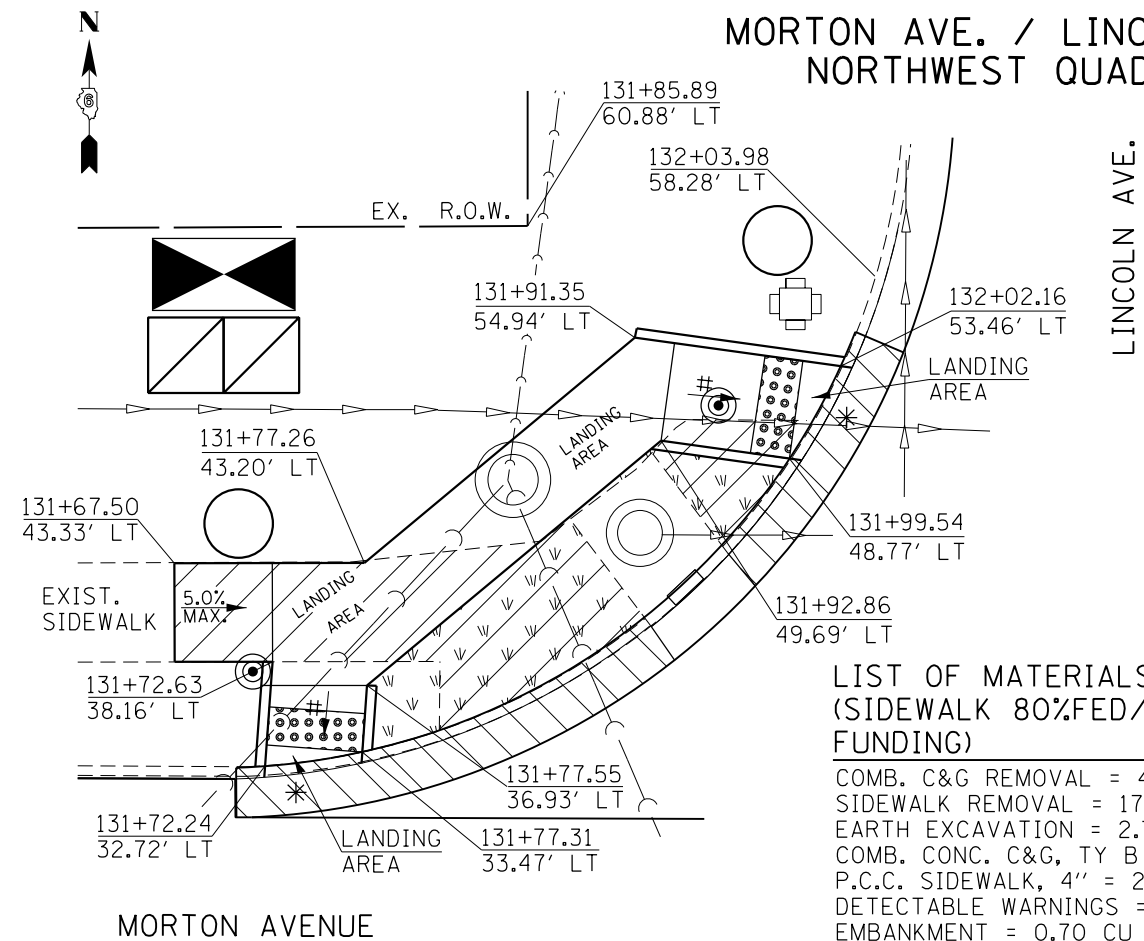 N
6
MORTON AVE. / LINC
NORTHWEST QUAD
131+85.89
60.88' LT
132+03.98
58.28' LT
LINCOLN AVE.
EX. R.O.W.
131+91.35
54.94' LT
132+02.16
53.46' LT
LANDING
AREA
#
LANDING
AREA
131+77.26
43.20' LT
131+67.50
43.33' LT
131+99.54
48.77' LT
EXIST.
SIDEWALK
5.0%
MAX.
LANDING
AREA
131+92.86
49.69' LT
131+72.63
38.16' LT
#
131+77.55
36.93' LT
131+72.24
32.72' LT
LANDING
AREA
131+77.31
33.47' LT
MORTON AVENUE
LIST OF MATERIALS
(SIDEWALK 80%FED/
FUNDING)
COMB. C&G REMOVAL = 4
SIDEWALK REMOVAL = 17
EARTH EXCAVATION = 2.
COMB. CONC. C&G, TY B
P.C.C. SIDEWALK, 4'' = 2
DETECTABLE WARNINGS =
EMBANKMENT = 0.70 CU